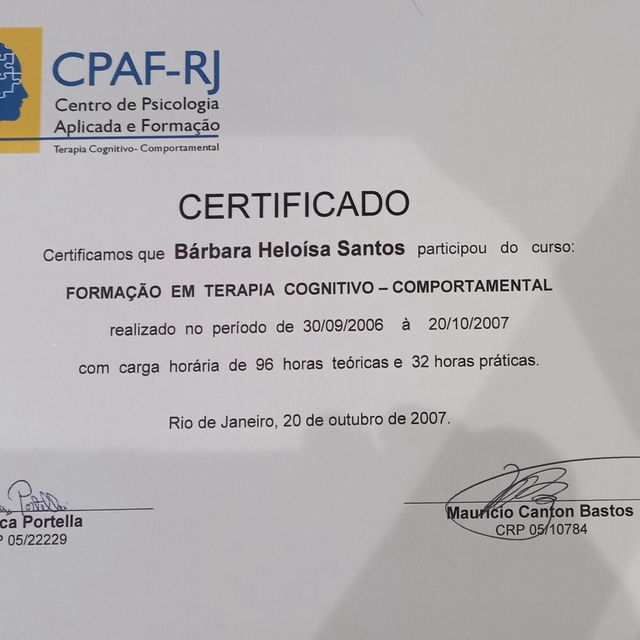 CPAF-RJ
Centro de Psicologia
Aplicada e Formação
Terapia Cognitivo- Comportamental
CERTIFICADO
Certificamos que Bárbara Heloísa Santos participou do curso:
FORMAÇÃO EM TERAPIA COGNITIVO – COMPORTAMENTAL
realizado no período de 30/09/2006 à 20/10/2007
com carga horária de 96 horas teóricas e 32 horas práticas.
Rio de Janeiro, 20 de outubro de 2007.
Portella
ca Portella
P 05/22229
Mauricio Canton Bastos
CRP 05/10784